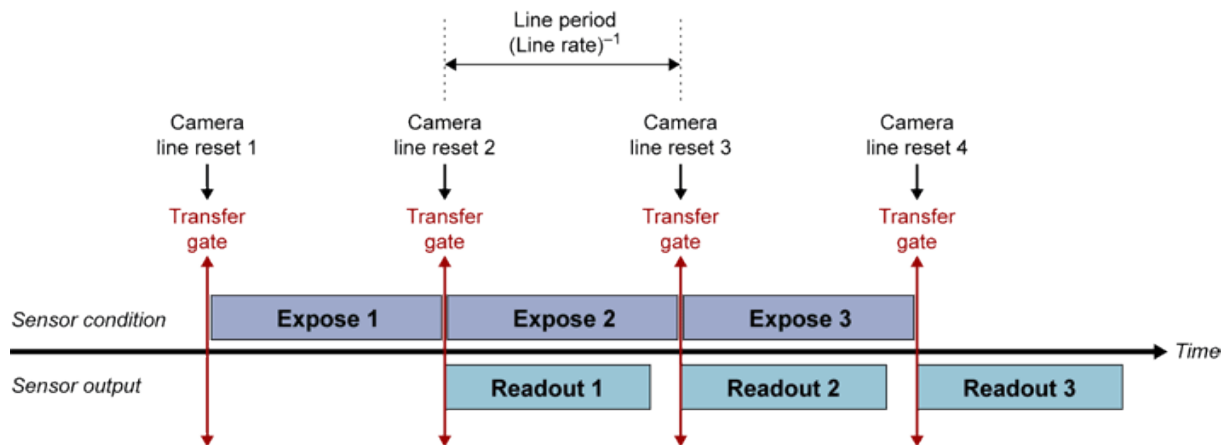 Line period
(Line rate)⁻¹
Camera
line reset 1
Camera
line reset 2
Camera
line reset 3
Camera
line reset 4
Transfer
gate
Transfer
gate
Transfer
gate
Transfer
gate
Sensor condition
Expose 1
Expose 2
Expose 3
Time
Sensor output
Readout 1
Readout 2
Readout 3